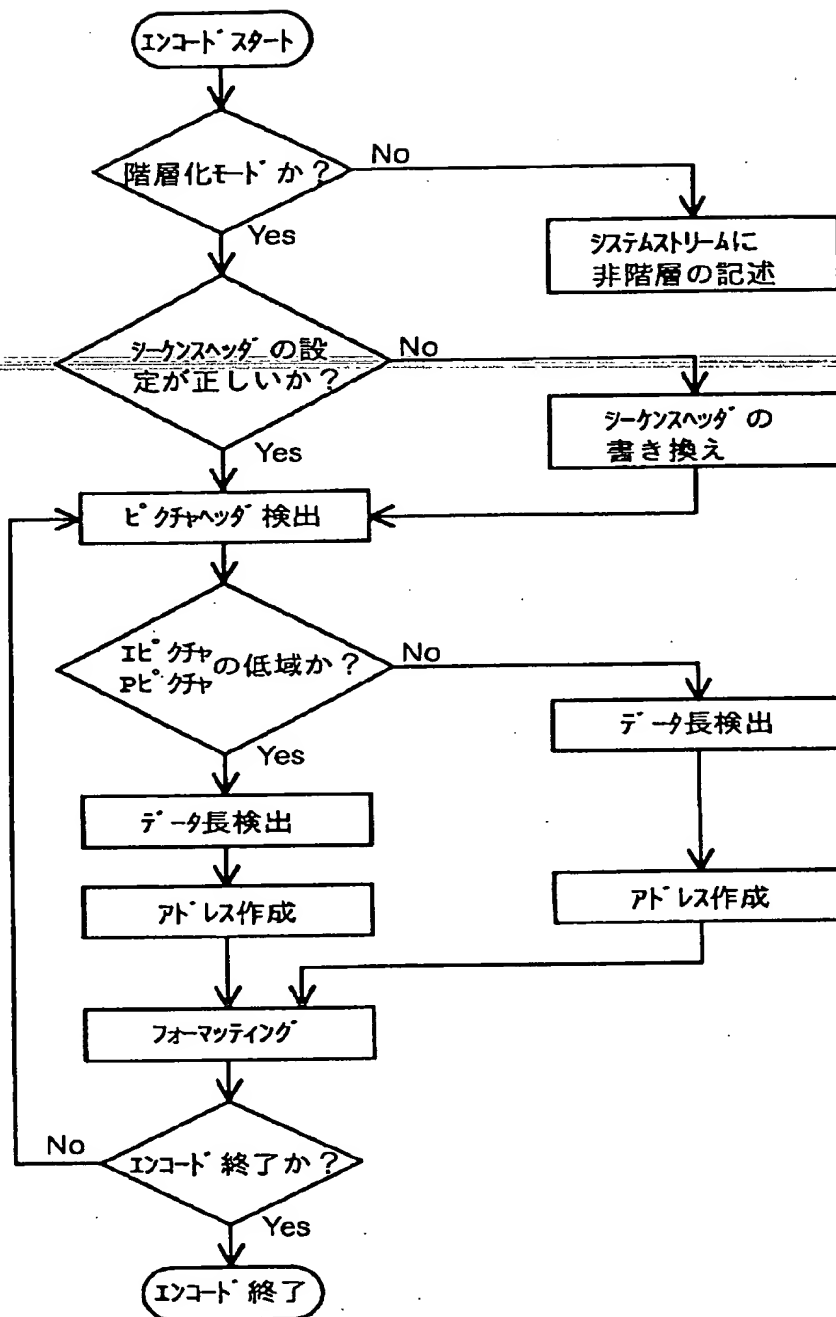 エンコードスタート
階層化モードか?
No
Yes
システムストリームに
非階層の記述
シーケンスヘッダの設
定が正しいか?
No
Yes
シーケンスヘッダの
書き換え
ピクチャヘッダ検出
Iピクチャ
Pピクチャ
の低域か?
No
Yes
データ長検出
データ長検出
アドレス作成
アドレス作成
フォーマッティング
No
エンコード終了か?
Yes
エンコード終了